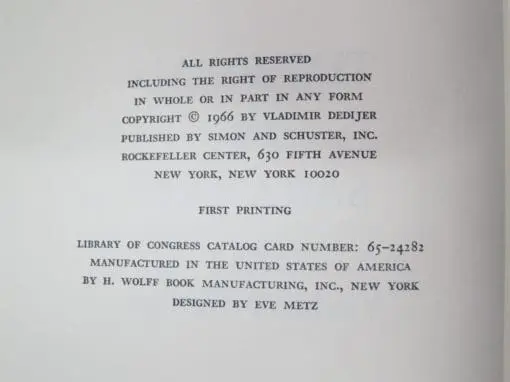 ALL RIGHTS RESERVED
INCLUDING THE RIGHT OF REPRODUCTION
IN WHOLE OR IN PART IN ANY FORM
COPYRIGHT © 1966 BY VLADIMIR DEDIJER
PUBLISHED BY SIMON AND SCHUSTER, INC.
ROCKEFELLER CENTER, 630 FIFTH AVENUE
NEW YORK, NEW YORK 10020
FIRST PRINTING
LIBRARY OF CONGRESS CATALOG CARD NUMBER: 65–24282
MANUFACTURED IN THE UNITED STATES OF AMERICA
BY H. WOLFF BOOK MANUFACTURING, INC., NEW YORK
DESIGNED BY EVE METZ